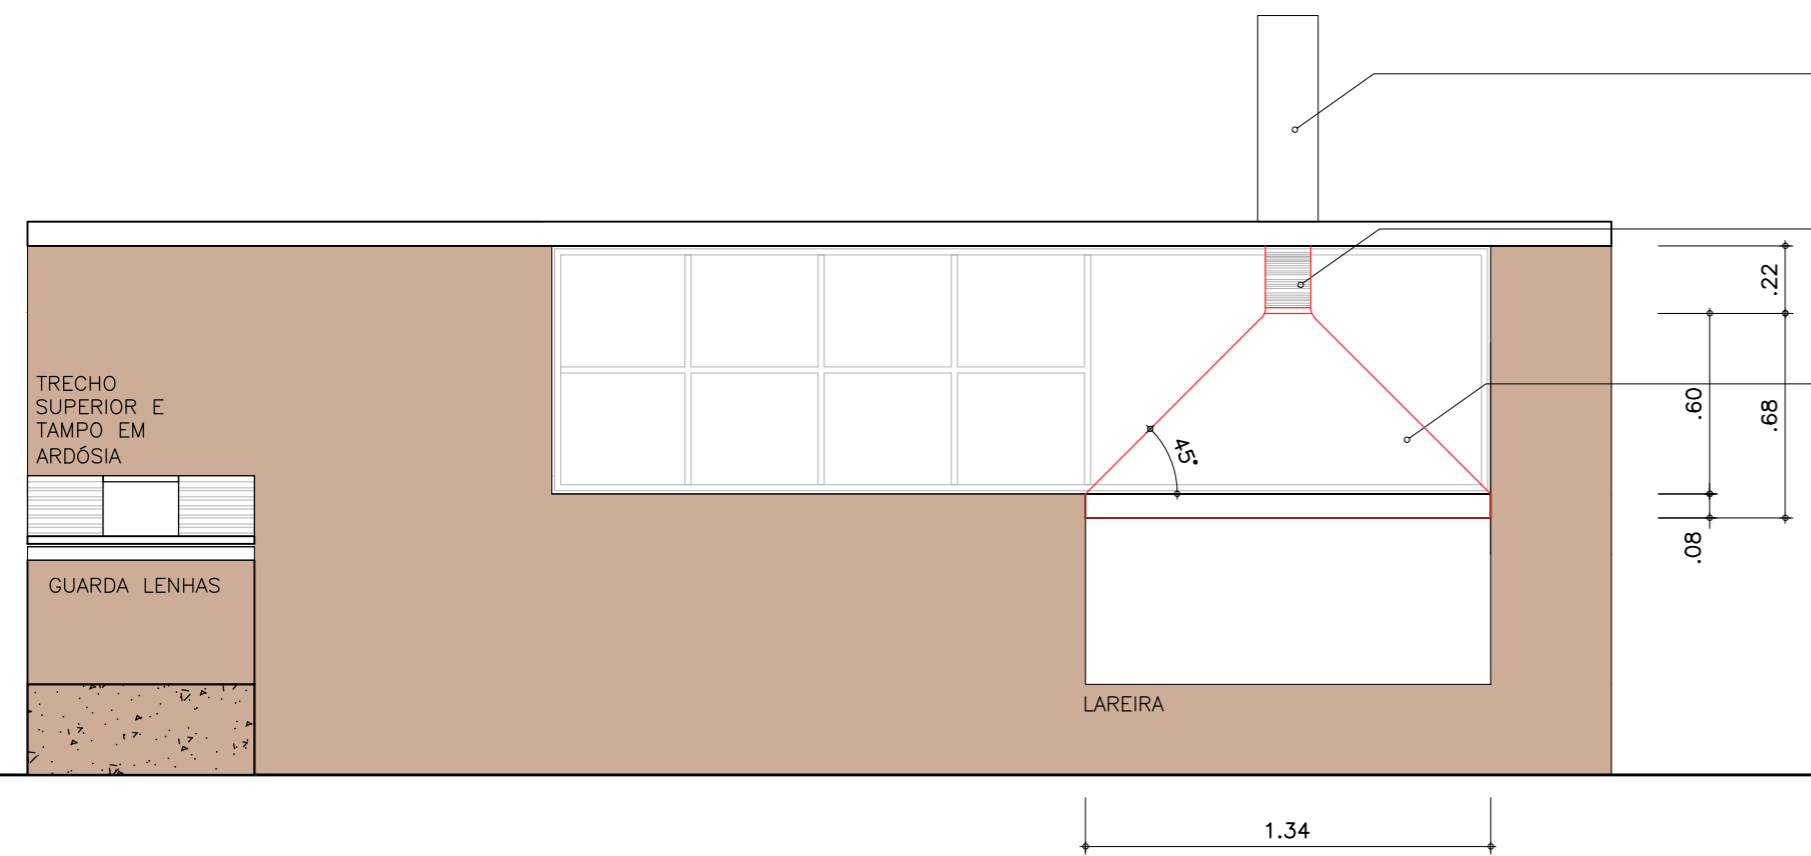 TRECHO
SUPERIOR E
TAMPO EM
ARDÓSIA
GUARDA LENHAS
LAREIRA
45°
.22
.60
.68
.08
1.34